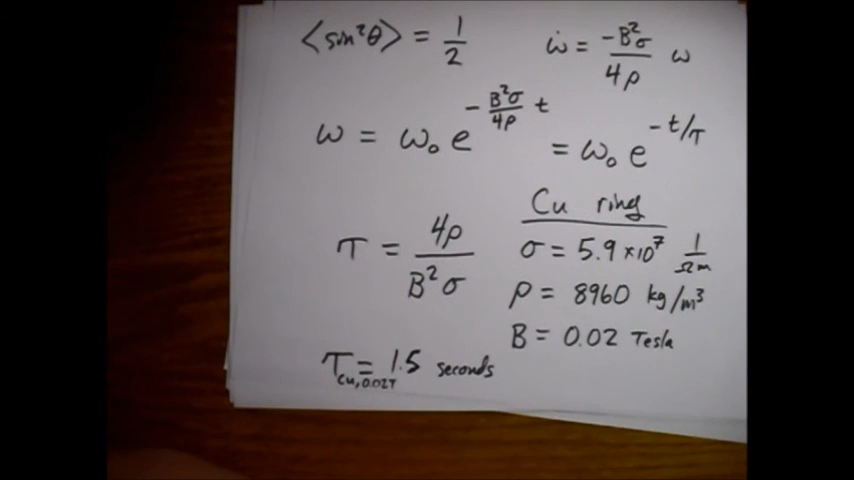 <sin²θ> = 1/2
ω̇ = -B²σ/4ρ ω
ω = ω₀ e^(-B²σ/4ρ t) = ω₀ e^(-t/τ)
τ = 4ρ/B²σ
Cu ring
σ = 5.9 × 10⁷ 1/Ωm
ρ = 8960 kg/m³
B = 0.02 Tesla
τ_Cu,0.02T = 1.5 seconds